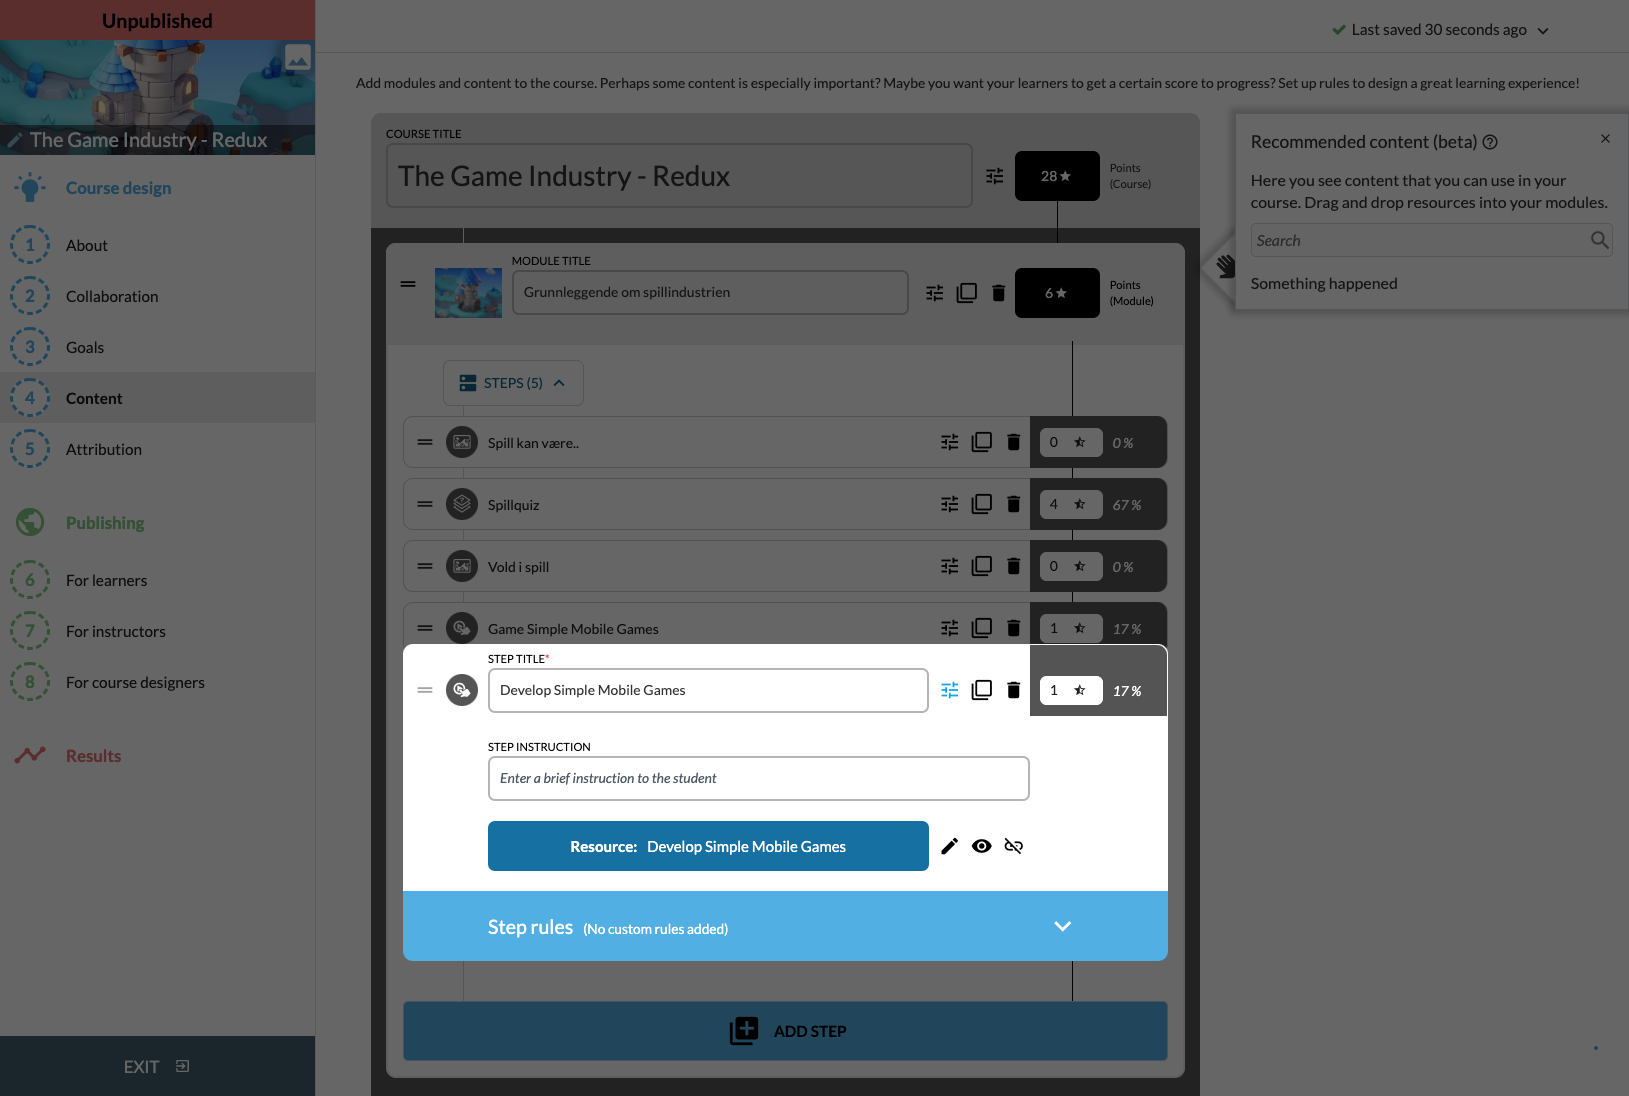 Unpublished
The Game Industry - Redux
Course design
1 About
2 Collaboration
3 Goals
4 Content
5 Attribution
Publishing
6 For learners
7 For instructors
8 For course designers
Results
EXIT
Last saved 30 seconds ago
Add modules and content to the course. Perhaps some content is especially important? Maybe you want your learners to get a certain score to progress? Set up rules to design a great learning experience!
COURSE TITLE
The Game Industry - Redux
28
Points
(Course)
MODULE TITLE
Grunnleggende om spillindustrien
6
Points
(Module)
STEPS (5)
Spill kan være.. 0 0 %
Spillquiz 4 67 %
Vold i spill 0 0 %
Game Simple Mobile Games 1 17 %
STEP TITLE*
Develop Simple Mobile Games 1 17 %
STEP INSTRUCTION
Enter a brief instruction to the student
Resource: Develop Simple Mobile Games
Step rules (No custom rules added)
ADD STEP
Recommended content (beta)
Here you see content that you can use in your
course. Drag and drop resources into your modules.
Search
Something happened